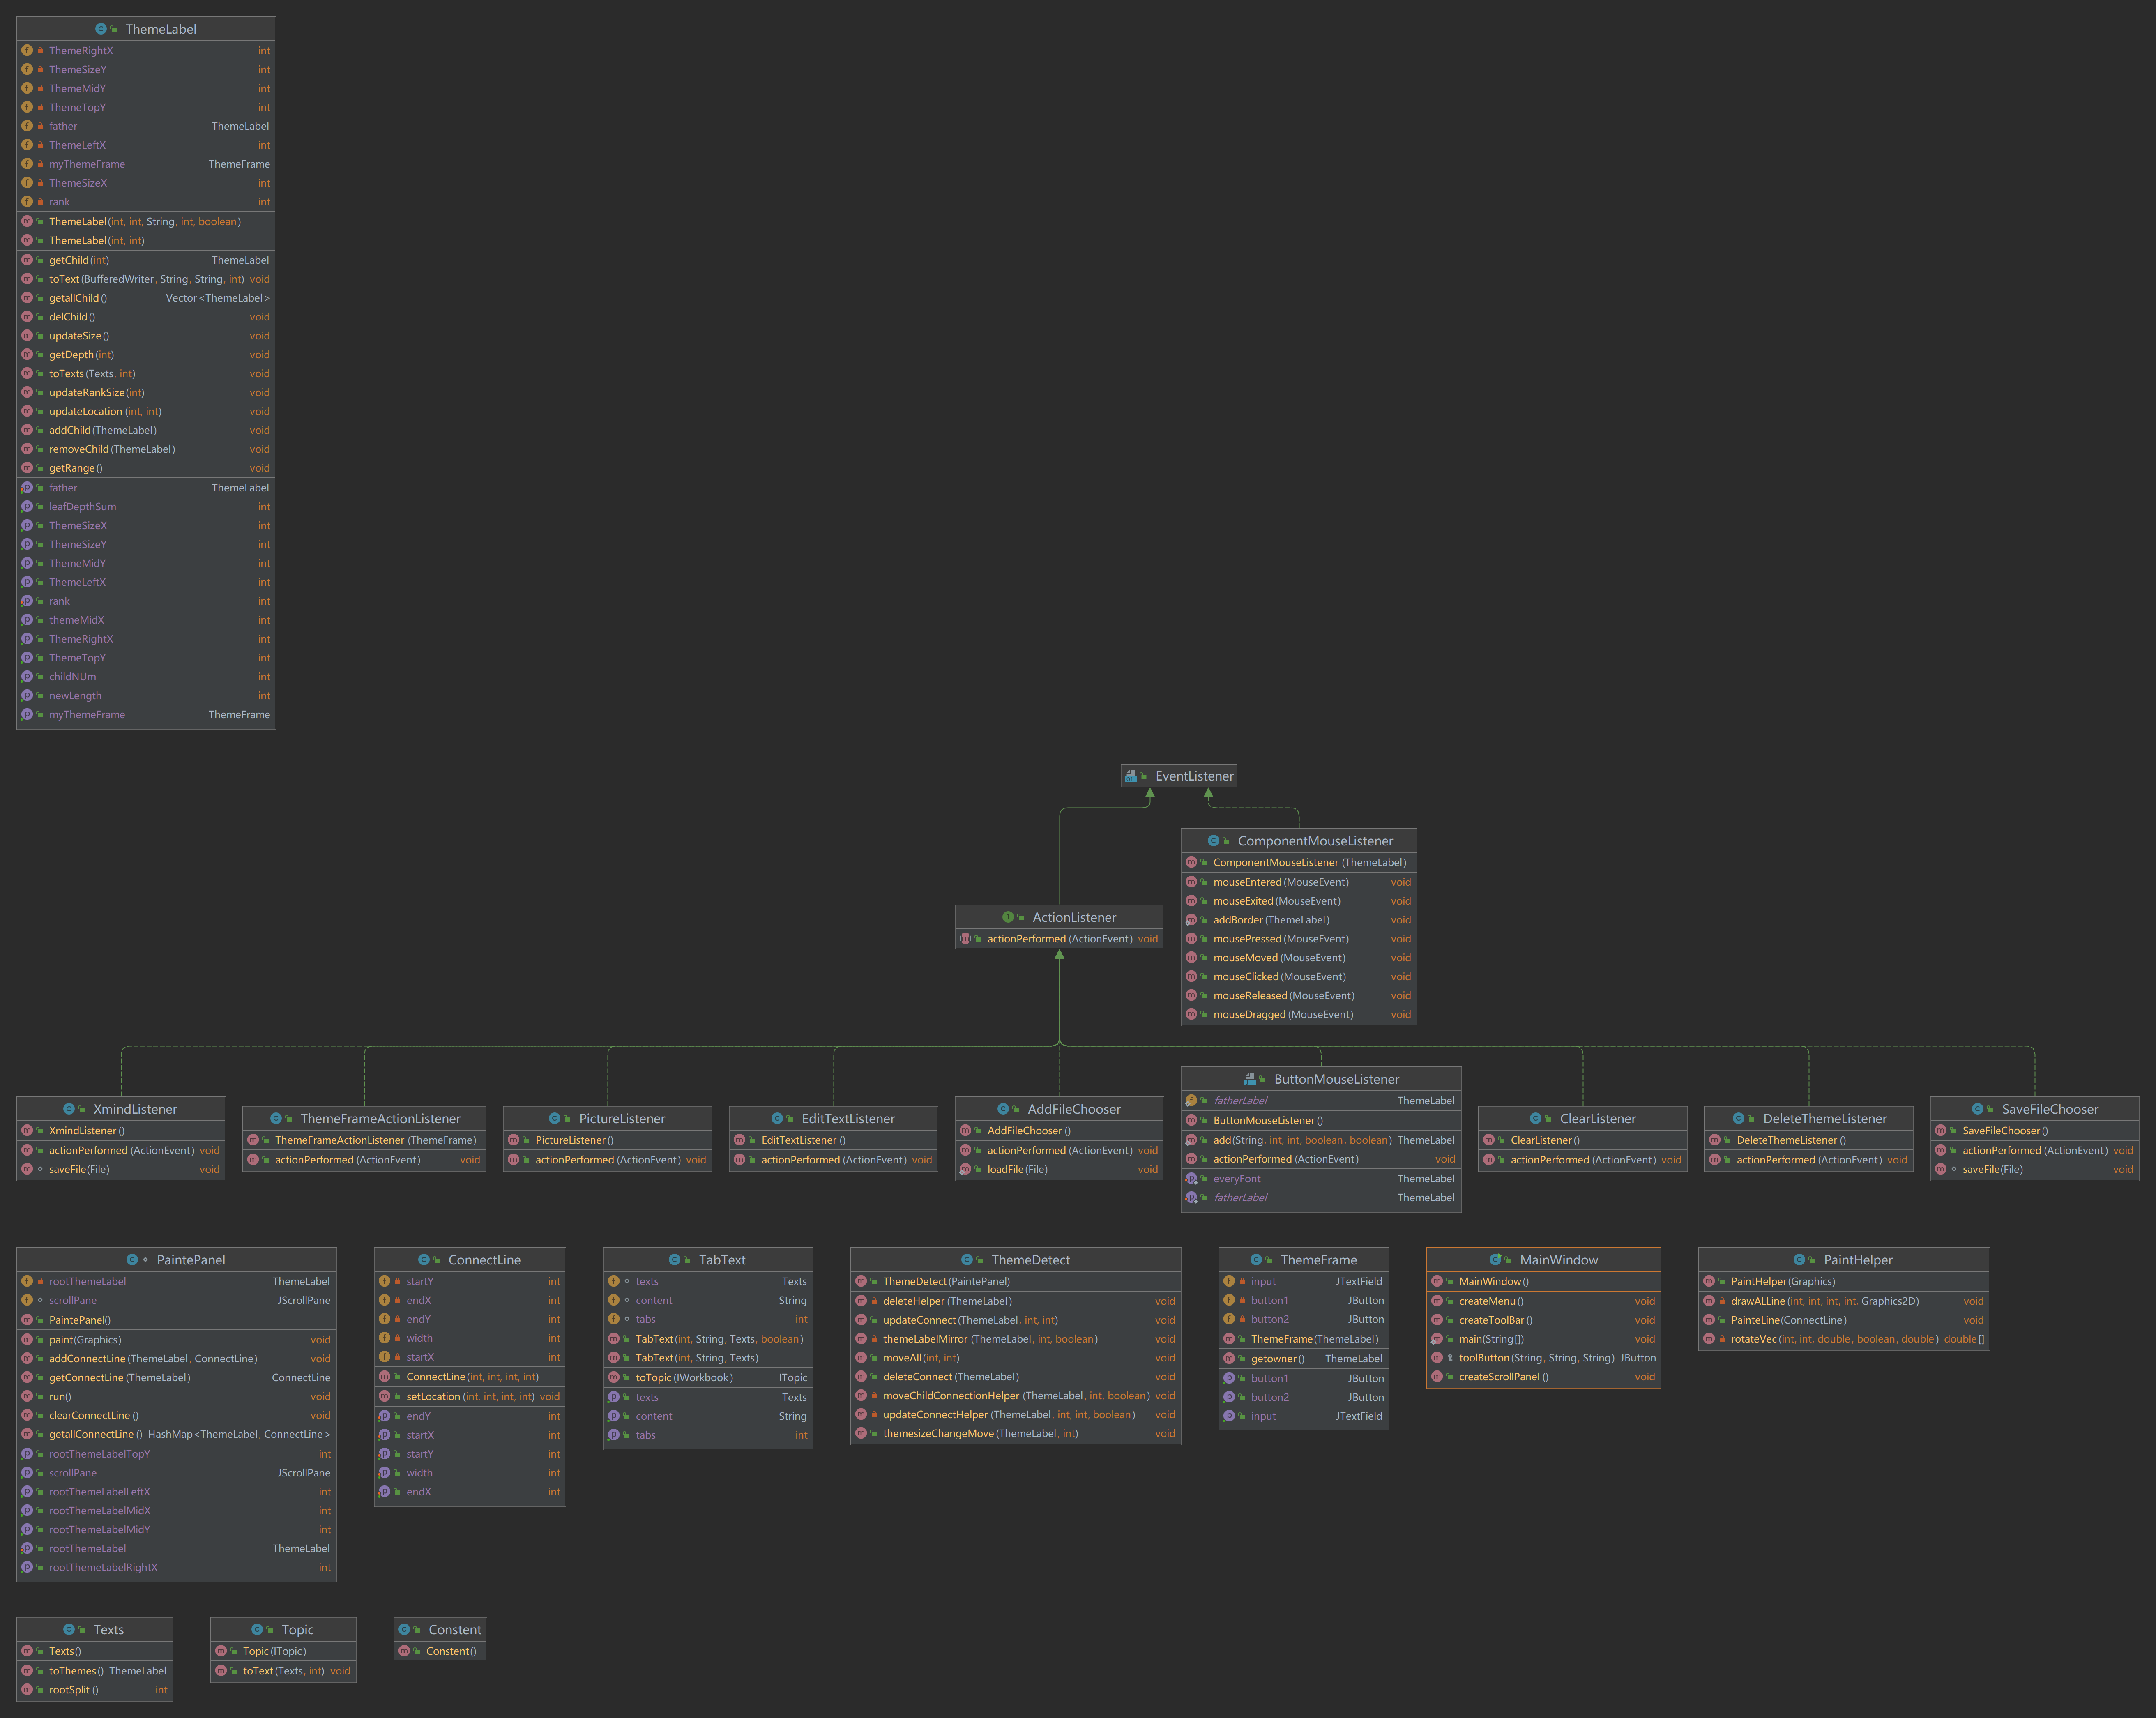 ThemeLabel
ThemeRightX int
ThemeSizeY int
ThemeMidY int
ThemeTopY int
father ThemeLabel
ThemeLeftX int
myThemeFrame ThemeFrame
ThemeSizeX int
rank int
ThemeLabel(int, int, String, int, boolean)
ThemeLabel(int, int)
getChild(int) ThemeLabel
toText(BufferedWriter, String, String, int) void
getallChild() Vector<ThemeLabel>
delChild() void
updateSize() void
getDepth(int) void
toTexts(Texts, int) void
updateRankSize(int) void
updateLocation(int, int) void
addChild(ThemeLabel) void
removeChild(ThemeLabel) void
getRange() void
father ThemeLabel
leafDepthSum int
ThemeSizeX int
ThemeSizeY int
ThemeMidY int
ThemeLeftX int
rank int
themeMidX int
ThemeRightX int
ThemeTopY int
childNUm int
newLength int
myThemeFrame ThemeFrame
EventListener
ComponentMouseListener
ComponentMouseListener(ThemeLabel)
mouseEntered(MouseEvent) void
mouseExited(MouseEvent) void
addBorder(ThemeLabel) void
mousePressed(MouseEvent) void
mouseMoved(MouseEvent) void
mouseClicked(MouseEvent) void
mouseReleased(MouseEvent) void
mouseDragged(MouseEvent) void
ActionListener
actionPerformed(ActionEvent) void
XmindListener
XmindListener()
actionPerformed(ActionEvent) void
saveFile(File) void
ThemeFrameActionListener
ThemeFrameActionListener(ThemeFrame)
actionPerformed(ActionEvent) void
PictureListener
PictureListener()
actionPerformed(ActionEvent) void
EditTextListener
EditTextListener()
actionPerformed(ActionEvent) void
AddFileChooser
AddFileChooser()
actionPerformed(ActionEvent) void
loadFile(File) void
ButtonMouseListener
fatherLabel ThemeLabel
ButtonMouseListener()
add(String, int, int, boolean, boolean) ThemeLabel
actionPerformed(ActionEvent) void
everyFont ThemeLabel
fatherLabel ThemeLabel
ClearListener
ClearListener()
actionPerformed(ActionEvent) void
DeleteThemeListener
DeleteThemeListener()
actionPerformed(ActionEvent) void
SaveFileChooser
SaveFileChooser()
actionPerformed(ActionEvent) void
saveFile(File) void
PaintePanel
rootThemeLabel ThemeLabel
scrollPane JScrollPane
PaintePanel()
paint(Graphics) void
addConnectLine(ThemeLabel, ConnectLine) void
getConnectLine(ThemeLabel) ConnectLine
run() void
clearConnectLine() void
getallConnectLine() HashMap<ThemeLabel, ConnectLine>
rootThemeLabelTopY int
scrollPane JScrollPane
rootThemeLabelLeftX int
rootThemeLabelMidX int
rootThemeLabelMidY int
rootThemeLabel ThemeLabel
rootThemeLabelRightX int
ConnectLine
startY int
endX int
endY int
width int
startX int
ConnectLine(int, int, int, int)
setLocation(int, int, int, int) void
endY int
startX int
startY int
width int
endX int
TabText
texts Texts
content String
tabs int
TabText(int, String, Texts, boolean)
TabText(int, String, Texts)
toTopic(IWorkbook) ITopic
texts Texts
content String
tabs int
ThemeDetect
ThemeDetect(PaintePanel)
deleteHelper(ThemeLabel) void
updateConnect(ThemeLabel, int, int) void
themeLabelMirror(ThemeLabel, int, boolean) void
moveAll(int, int) void
deleteConnect(ThemeLabel) void
moveChildConnectionHelper(ThemeLabel, int, boolean) void
updateConnectHelper(ThemeLabel, int, int, boolean) void
themesizeChangeMove(ThemeLabel, int) void
ThemeFrame
input JTextField
button1 JButton
button2 JButton
ThemeFrame(ThemeLabel)
getowner() ThemeLabel
button1 JButton
button2 JButton
input JTextField
MainWindow
MainWindow()
createMenu() void
createToolBar() void
main(String[]) void
toolButton(String, String, String) JButton
createScrollPanel() void
PaintHelper
PaintHelper(Graphics)
drawALLine(int, int, int, int, Graphics2D) void
PainteLine(ConnectLine) void
rotateVec(int, int, double, boolean, double) double[]
Texts
Texts()
toThemes() ThemeLabel
rootSplit() int
Topic
Topic(ITopic)
toText(Texts, int) void
Constent
Constent()